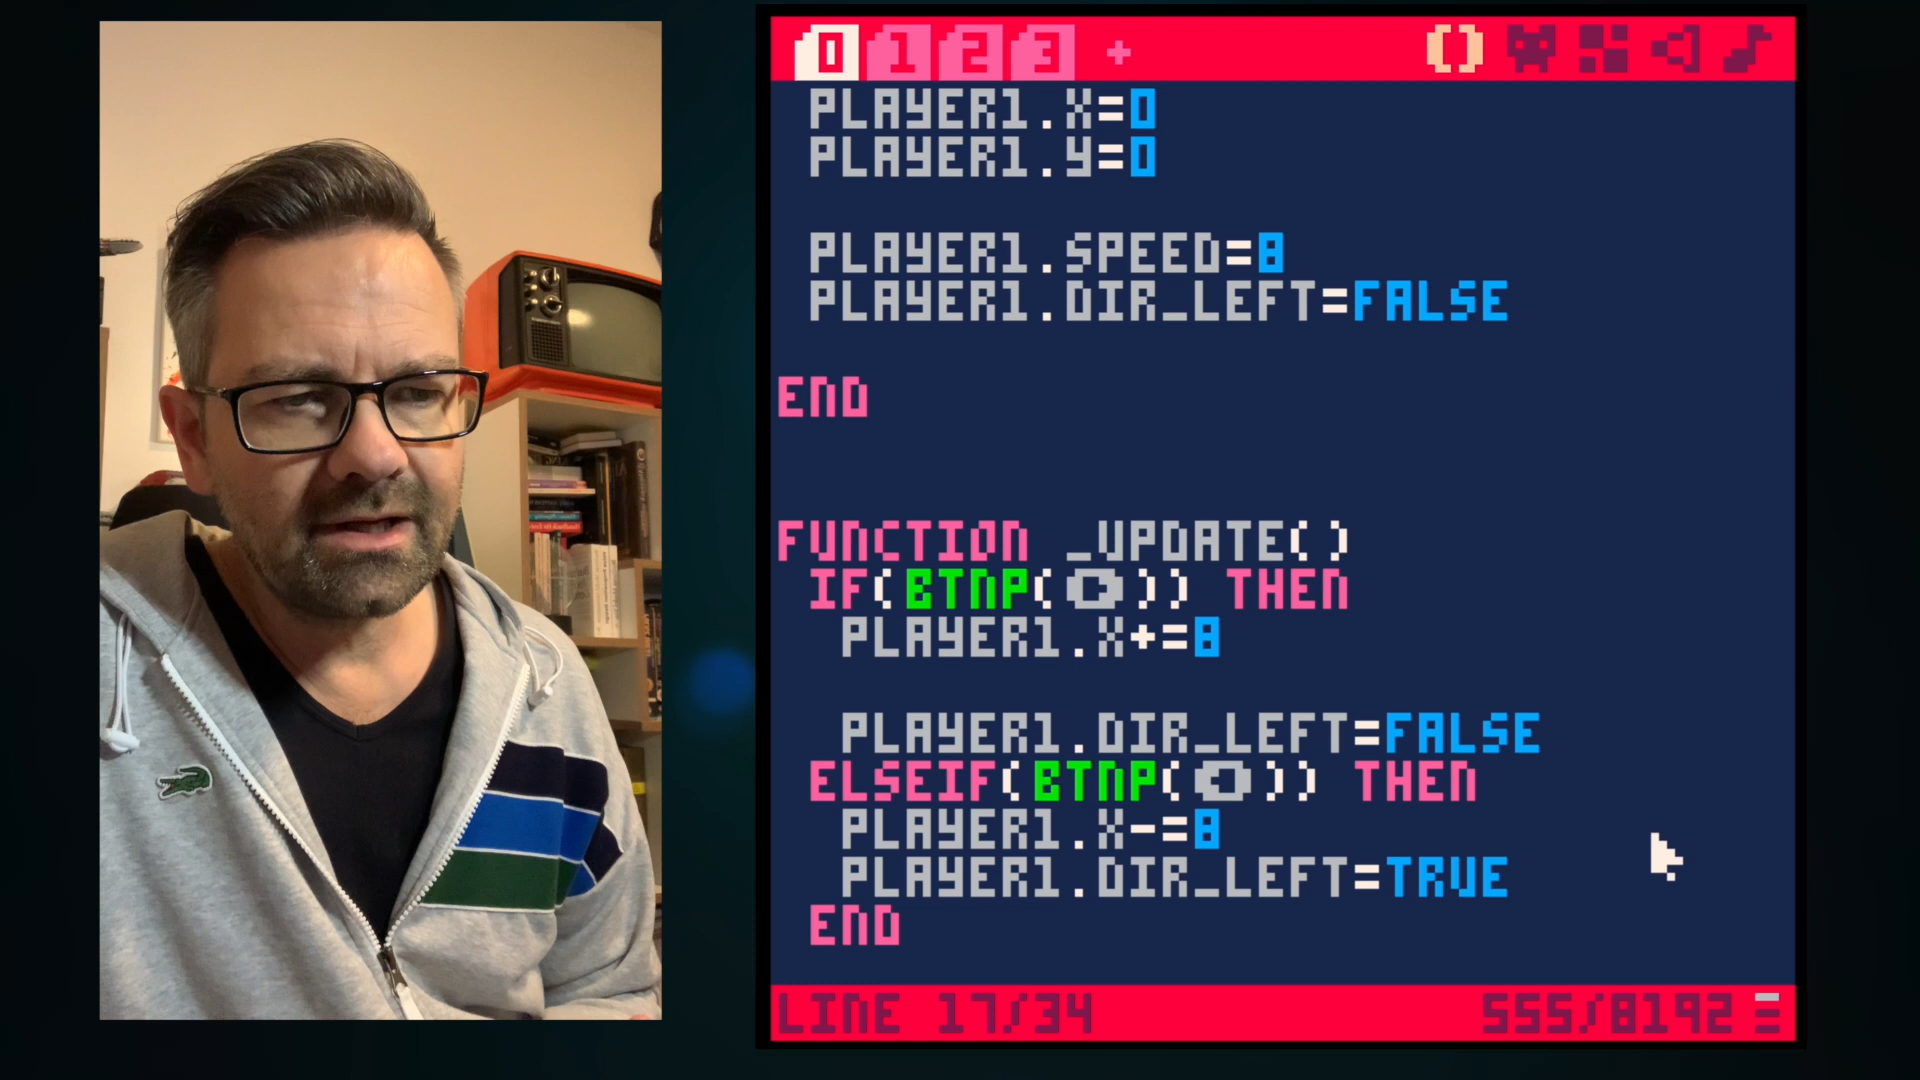 0 1 2 3 +
PLAYER1.X=0
PLAYER1.Y=0
PLAYER1.SPEED=8
PLAYER1.DIR_LEFT=FALSE
END
FUNCTION _UPDATE()
IF(BTNP(➡️)) THEN
PLAYER1.X+=8
PLAYER1.DIR_LEFT=FALSE
ELSEIF(BTNP(⬅️)) THEN
PLAYER1.X-=8
PLAYER1.DIR_LEFT=TRUE
END
LINE 17/34
555/8192